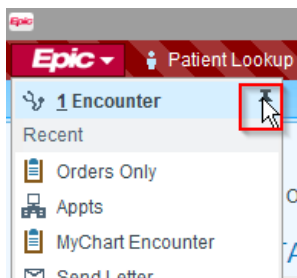 Epic
Epic Patient Lookup
1 Encounter
Recent
Orders Only
Appts
MyChart Encounter
Send Letter